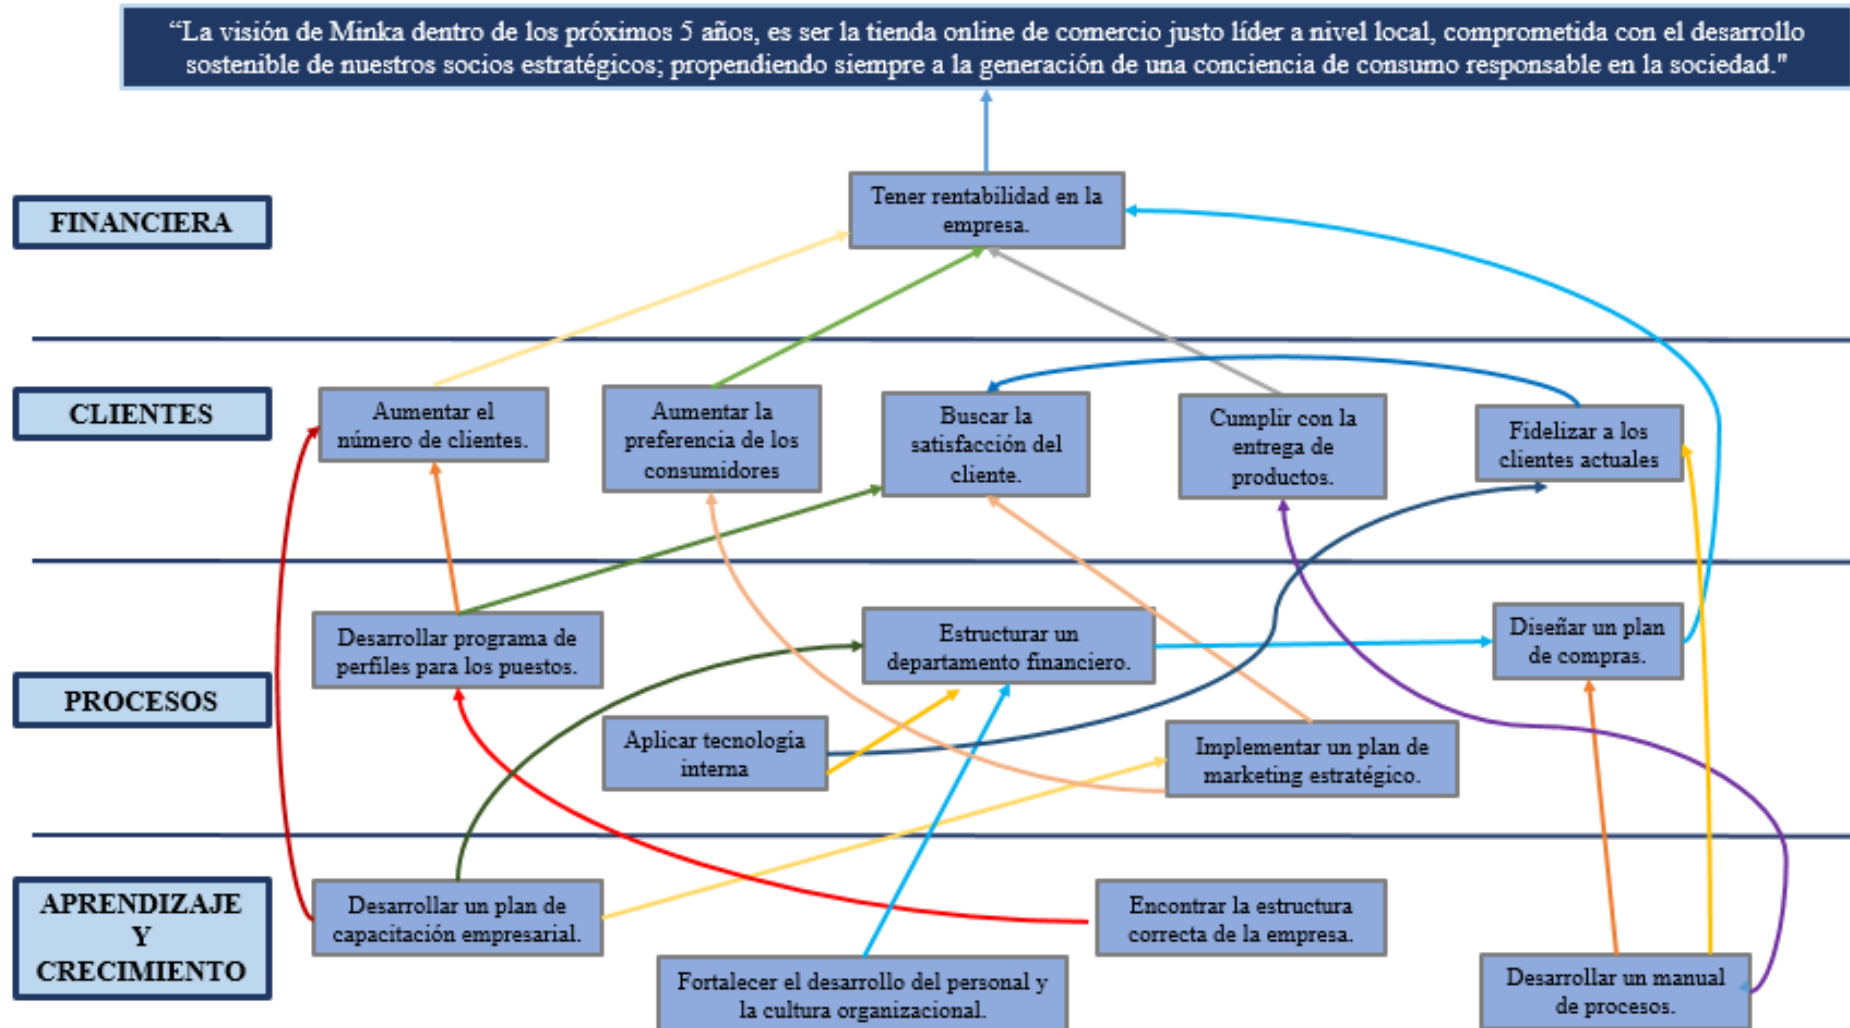 “La visión de Minka dentro de los próximos 5 años, es ser la tienda online de comercio justo líder a nivel local, comprometida con el desarrollo
sostenible de nuestros socios estratégicos; propendiendo siempre a la generación de una conciencia de consumo responsable en la sociedad."
FINANCIERA
Tener rentabilidad en la
empresa.
CLIENTES
Aumentar el
número de clientes.
Aumentar la
preferencia de los
consumidores
Buscar la
satisfacción del
cliente.
Cumplir con la
entrega de
productos.
Fidelizar a los
clientes actuales
PROCESOS
Desarrollar programa de
perfiles para los puestos.
Estructurar un
departamento financiero.
Diseñar un plan
de compras.
Aplicar tecnología
interna
Implementar un plan de
marketing estratégico.
APRENDIZAJE
Y
CRECIMIENTO
Desarrollar un plan de
capacitación empresarial.
Encontrar la estructura
correcta de la empresa.
Fortalecer el desarrollo del personal y
la cultura organizacional.
Desarrollar un manual
de procesos.